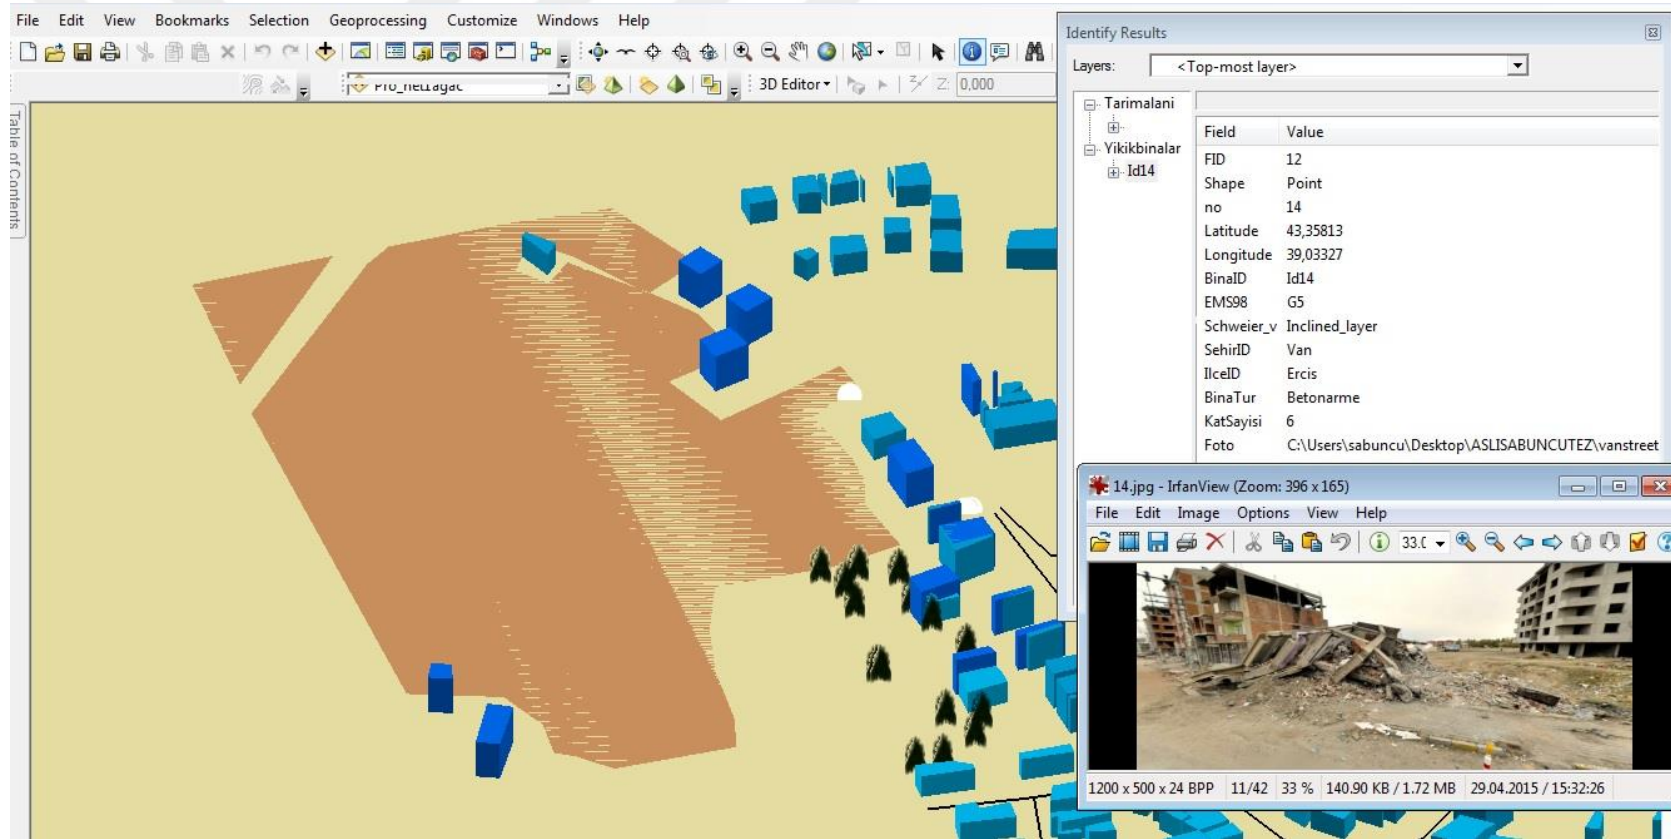 File Edit View Bookmarks Selection Geoprocessing Customize Windows Help
3D Editor Z: 0,000
Table of Contents
Identify Results
Layers: <Top-most layer>
Tarimalani
Yikikbinalar
Id14
Field Value
FID 12
Shape Point
no 14
Latitude 43,35813
Longitude 39,03327
BinaID Id14
EMS98 G5
Schweier_v Inclined_layer
SehirID Van
IlceID Ercis
BinaTur Betonarme
KatSayisi 6
Foto C:\Users\sabuncu\Desktop\ASLISABUNCUTEZ\vanstreet
14.jpg - IrfanView (Zoom: 396 x 165)
File Edit Image Options View Help
33.
1200 x 500 x 24 BPP 11/42 33 % 140.90 KB / 1.72 MB 29.04.2015 / 15:32:26